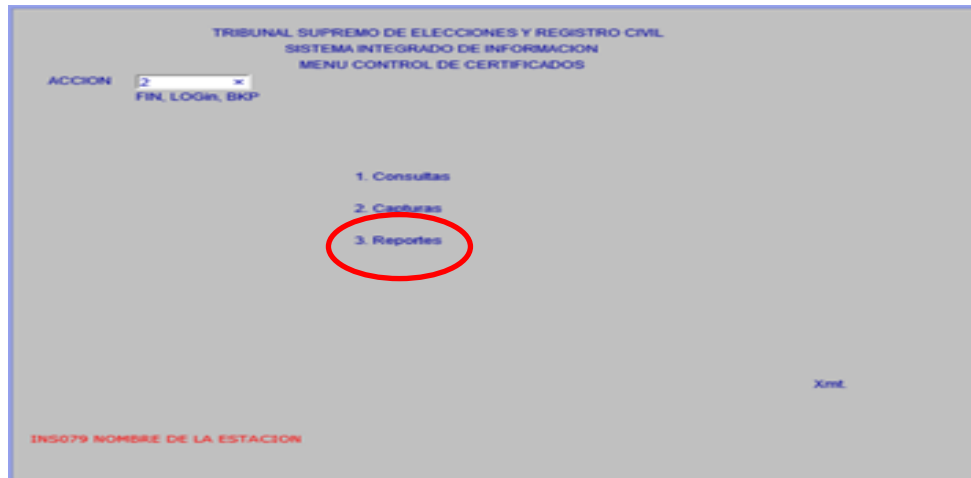 TRIBUNAL SUPREMO DE ELECCIONES Y REGISTRO CIVIL
SISTEMA INTEGRADO DE INFORMACION
MENU CONTROL DE CERTIFICADOS
ACCION 2
FIN, LOGin, BKP
1. Consultas
2. Capturas
3. Reportes
Xmt.
INS079 NOMBRE DE LA ESTACION